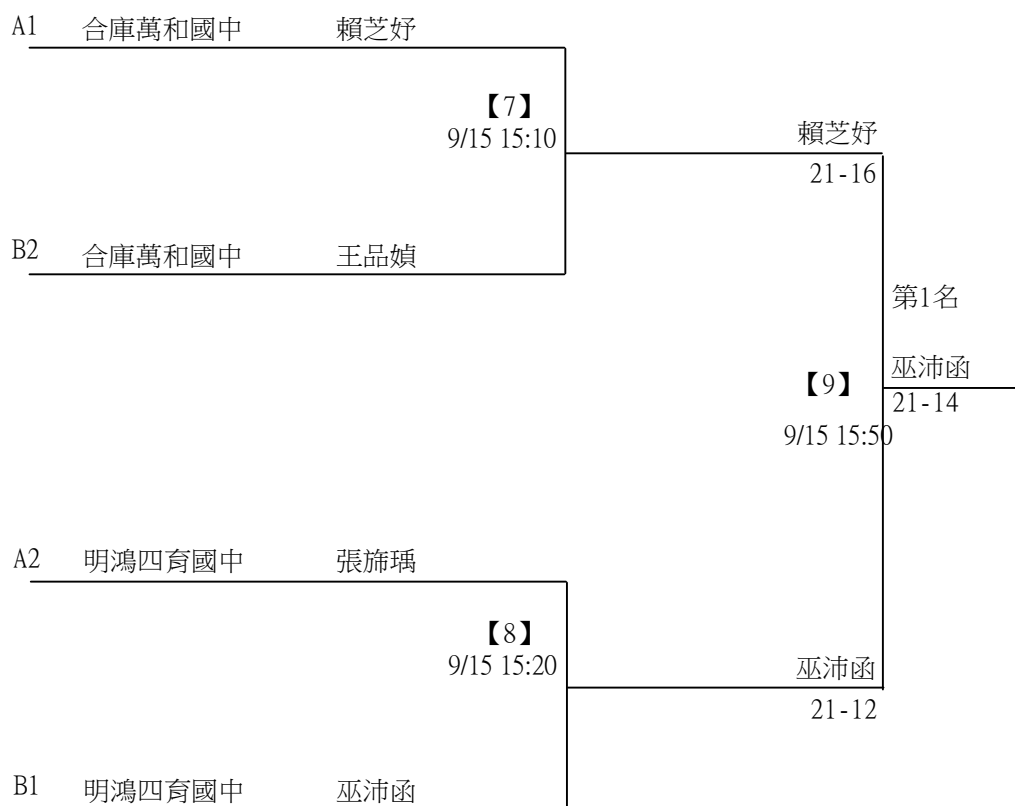 A1 合庫萬和國中 賴芝妤
【7】
9/15 15:10
賴芝妤
21-16
B2 合庫萬和國中 王品媜
第1名
巫沛函
【9】
21-14
9/15 15:50
A2 明鴻四育國中 張旆瑀
【8】
9/15 15:20
巫沛函
21-12
B1 明鴻四育國中 巫沛函